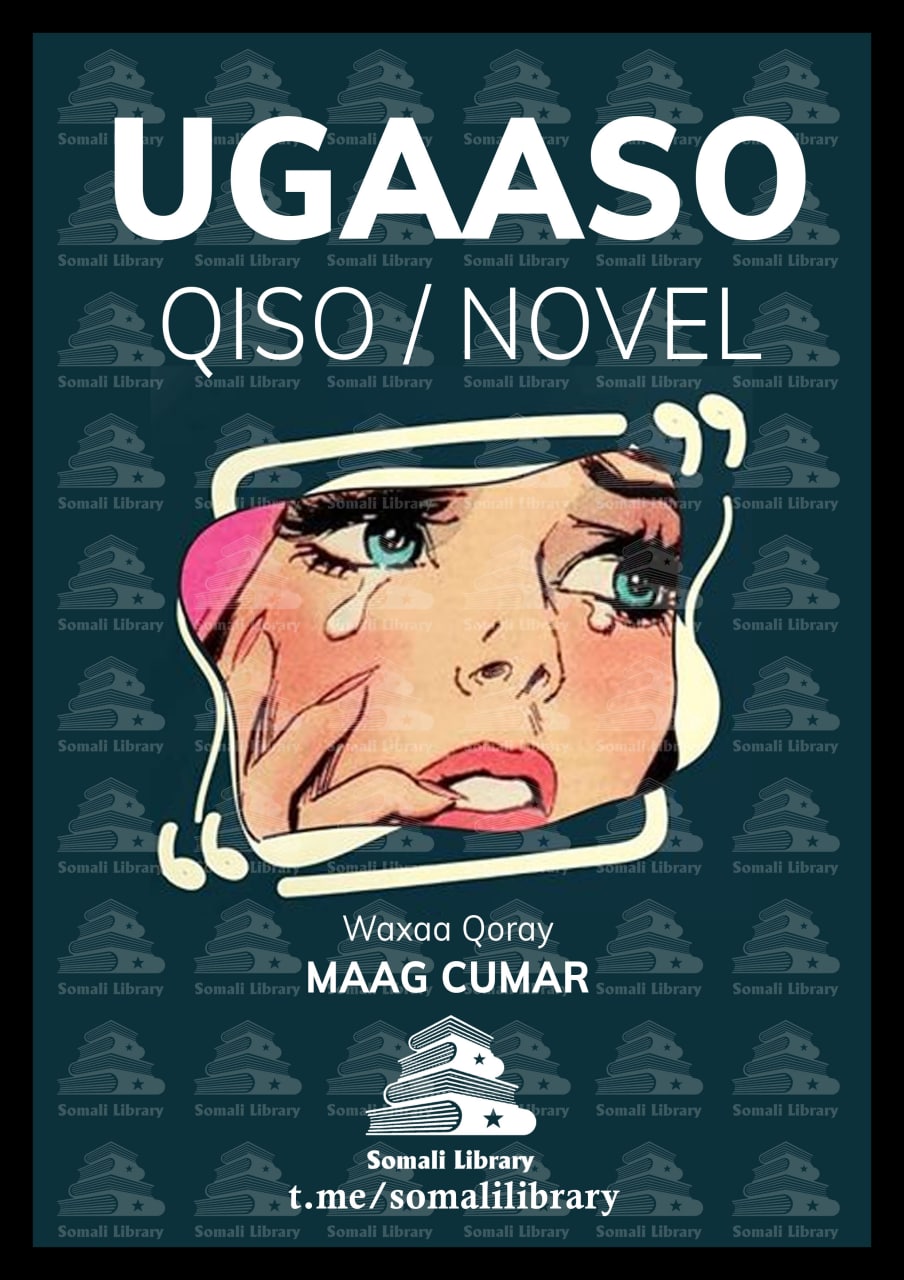 UGAASO
QISO / NOVEL
Waxaa Qoray
MAAG CUMAR
Somali Library
t.me/somalilibrary